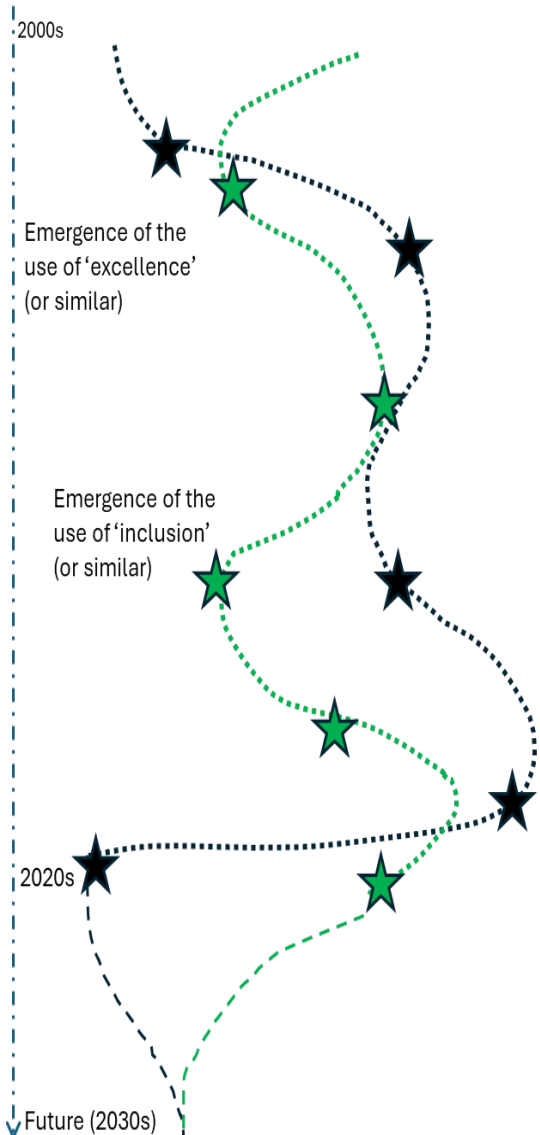 2000s
Emergence of the
use of ‘excellence’
(or similar)
Emergence of the
use of ‘inclusion’
(or similar)
2020s
Future (2030s)